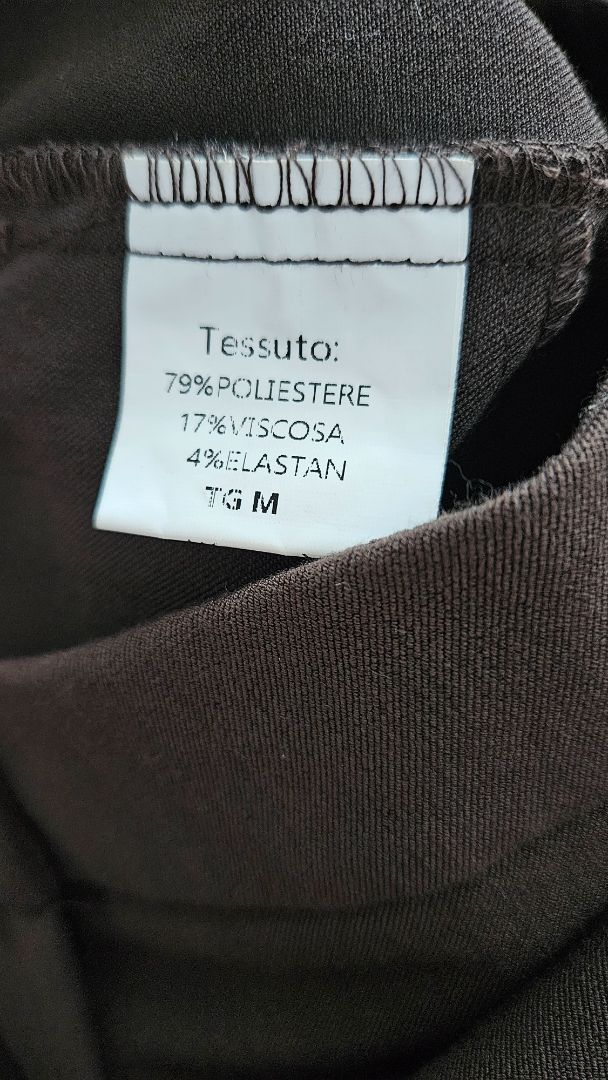 Tessuto:
79%POLIESTERE
17%VISCOSA
4%ELASTAN
TG M